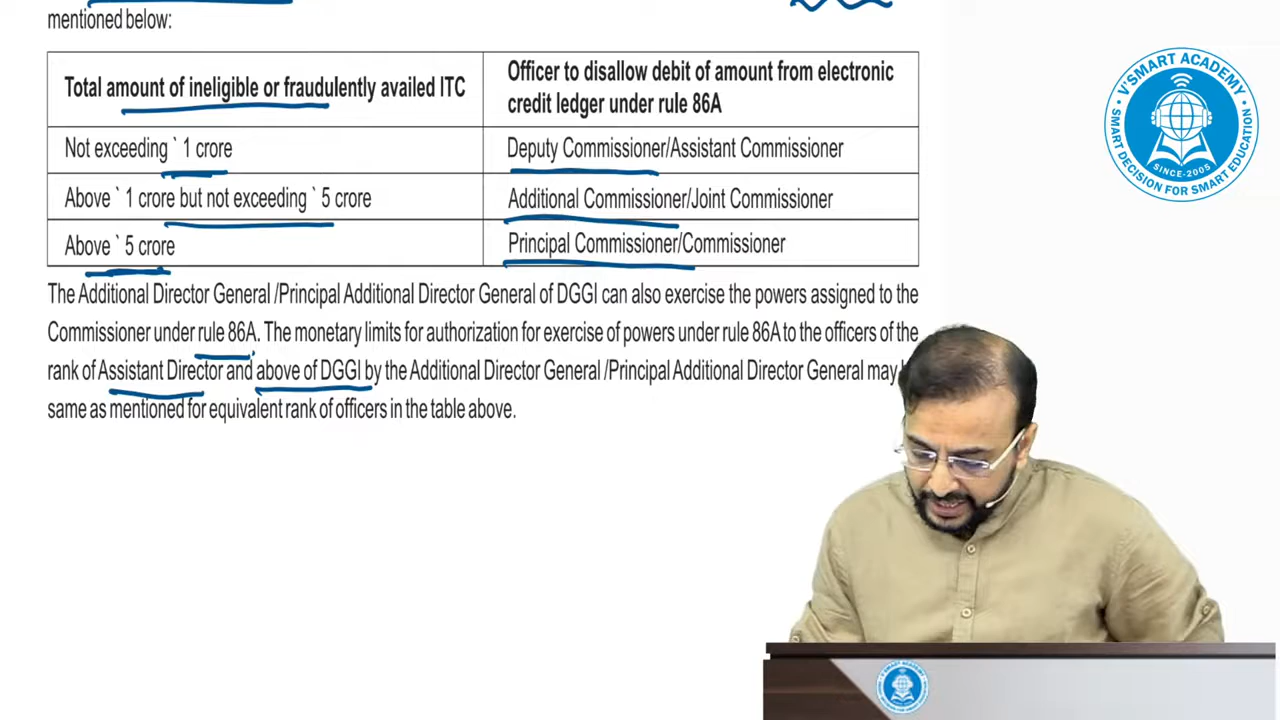 mentioned below:
Total amount of ineligible or fraudulently availed ITC
Officer to disallow debit of amount from electronic
credit ledger under rule 86A
Not exceeding ` 1 crore
Deputy Commissioner/Assistant Commissioner
Above ` 1 crore but not exceeding ` 5 crore
Additional Commissioner/Joint Commissioner
Above ` 5 crore
Principal Commissioner/Commissioner
The Additional Director General /Principal Additional Director General of DGGI can also exercise the powers assigned to the
Commissioner under rule 86A. The monetary limits for authorization for exercise of powers under rule 86A to the officers of the
rank of Assistant Director and above of DGGI by the Additional Director General /Principal Additional Director General may
same as mentioned for equivalent rank of officers in the table above.
V'SMART ACADEMY
SINCE-2005
SMART DECISION FOR SMART EDUCATION